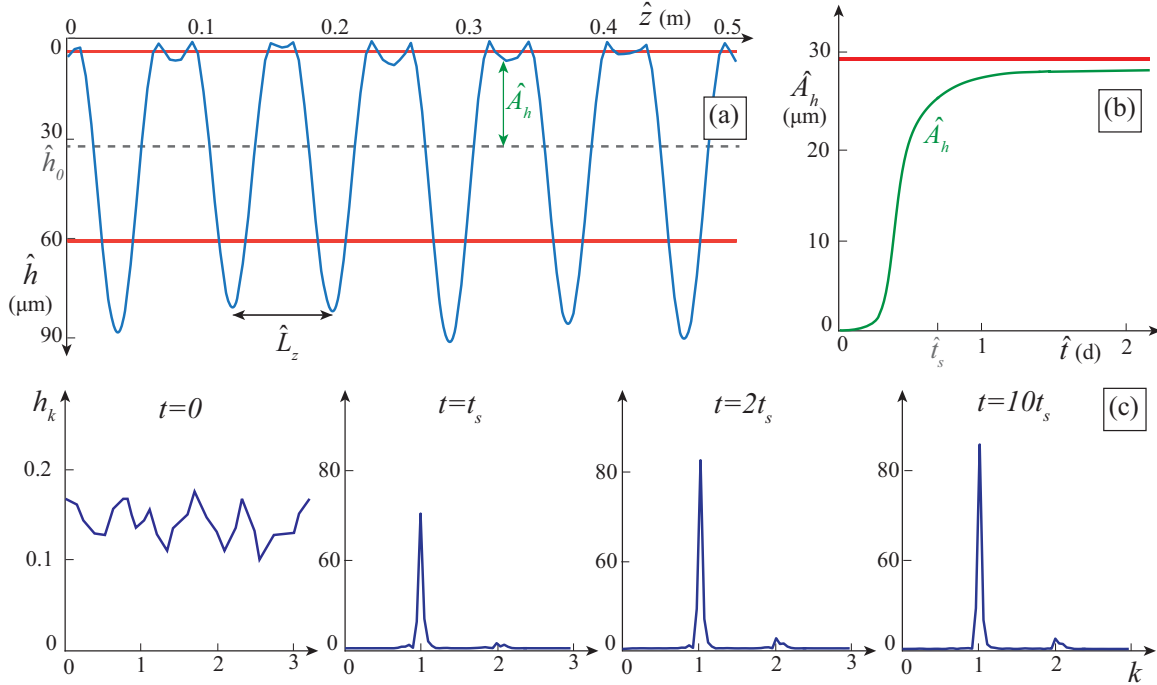 0 0.1 0.2 0.3 0.4 0.5
ẑ (m)
0
30
ĥ₀
60
ĥ
(μm)
90
Â_h
L̂_z
(a)
30
Â_h
(μm)
20
10
0
Â_h
(b)
0 1 2
t̂_s
t̂ (d)
h_k
t=0
0.2
0.1
0
0 1 2 3
t=t_s
80
60
0
1 2 3
t=2t_s
80
60
0
0 1 2 3
t=10t_s
(c)
80
60
0
0 1 2 3
k